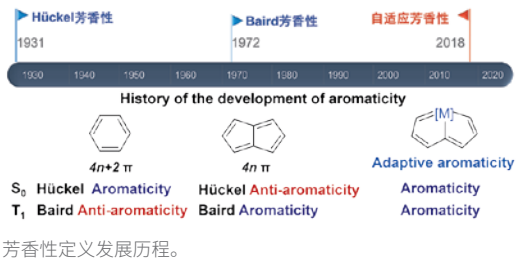 Hückel芳香性
Baird芳香性
自适应芳香性
1931
1972
2018
1930 1940 1950 1960 1970 1980 1990 2000 2010 2020
History of the development of aromaticity
[M]
4n+2 π
4n π
Adaptive aromaticity
S0 Hückel Aromaticity Hückel Anti-aromaticity Aromaticity
T1 Baird Anti-aromaticity Baird Aromaticity Aromaticity
芳香性定义发展历程。